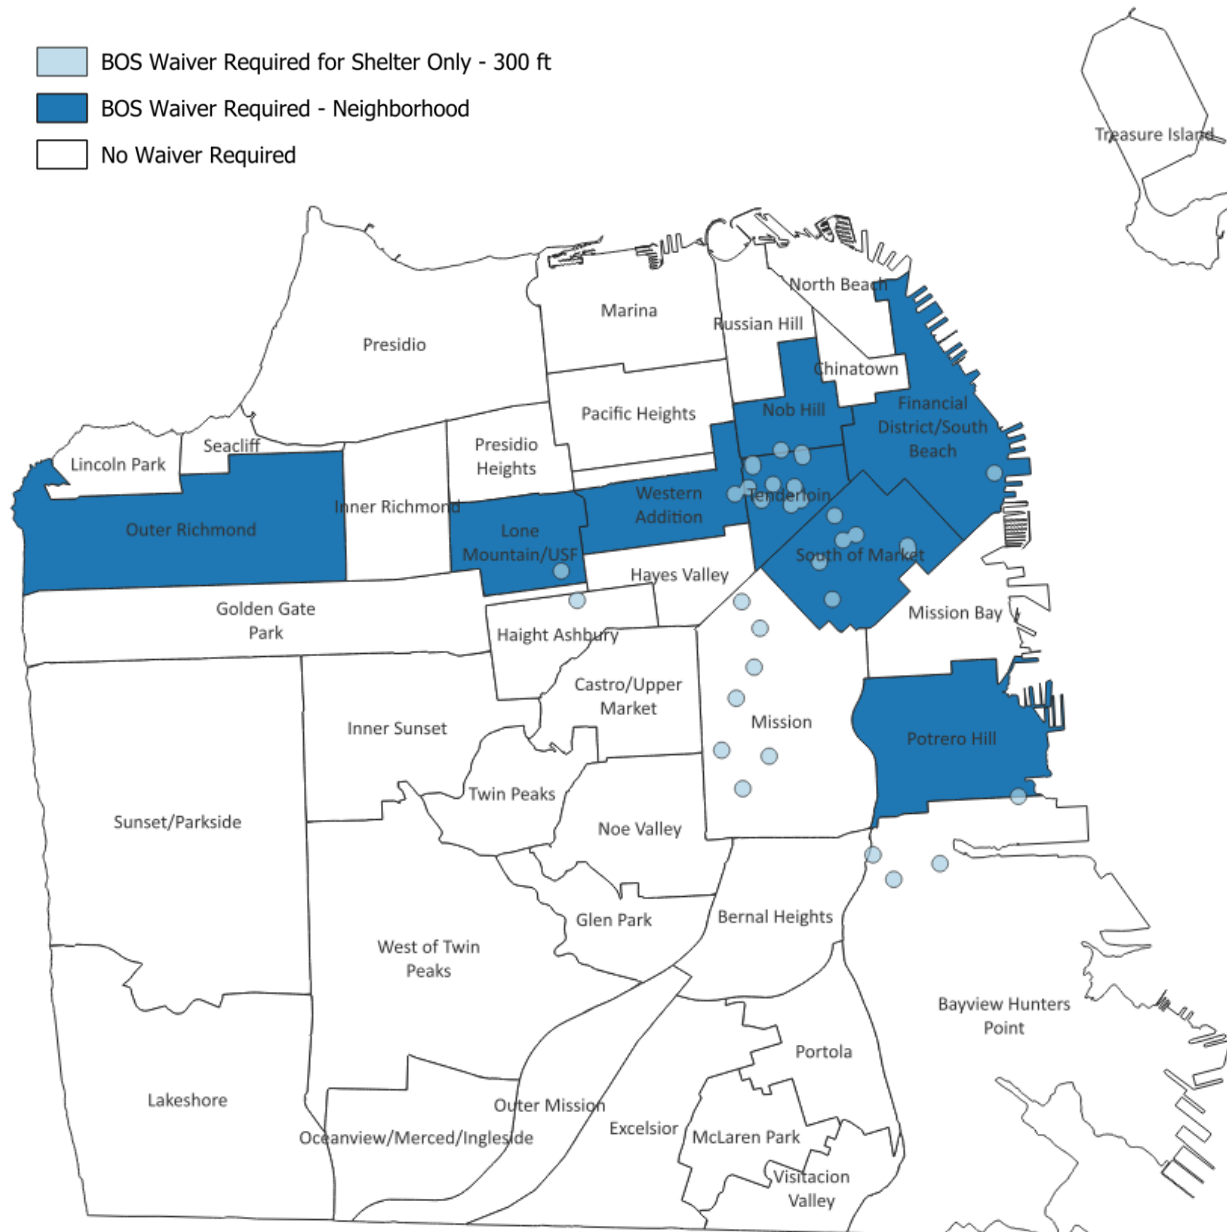 BOS Waiver Required for Shelter Only - 300 ft
BOS Waiver Required - Neighborhood
No Waiver Required
Treasure Island
North Beach
Marina
Russian Hill
Presidio
Chinatown
Pacific Heights
Nob Hill
Financial
District/South
Beach
Seacliff
Lincoln Park
Presidio
Heights
Inner Richmond
Western
Addition
Tenderloin
Outer Richmond
Lone
Mountain/USF
South of Market
Hayes Valley
Golden Gate
Park
Mission Bay
Haight Ashbury
Castro/Upper
Market
Inner Sunset
Mission
Potrero Hill
Twin Peaks
Sunset/Parkside
Noe Valley
Glen Park
Bernal Heights
West of Twin
Peaks
Bayview Hunters
Point
Portola
Lakeshore
Outer Mission
Excelsior
Oceanview/Merced/Ingleside
McLaren Park
Visitacion
Valley